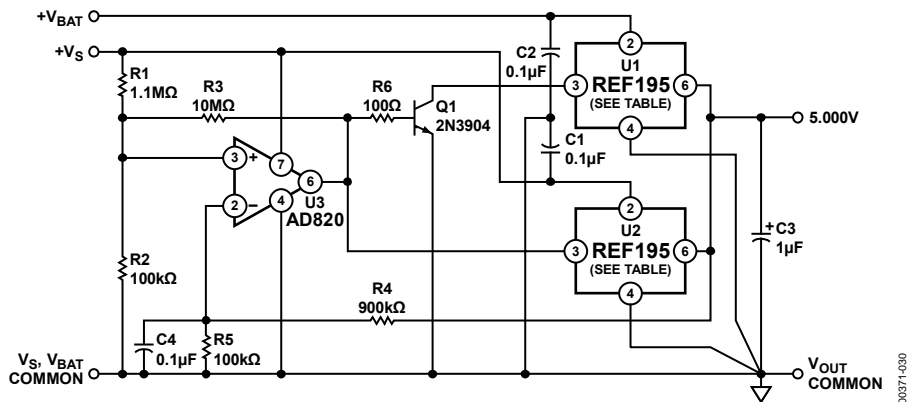 +VBAT
+VS
R1
1.1MΩ
R3
10MΩ
R6
100Ω
Q1
2N3904
C2
0.1µF
2
U1
3
REF195
6
(SEE TABLE)
4
5.000V
C1
0.1µF
3
+
7
6
2
−
4
U3
AD820
2
U2
3
REF195
6
(SEE TABLE)
4
+
C3
1µF
R2
100kΩ
R4
900kΩ
C4
0.1µF
R5
100kΩ
VS, VBAT
COMMON
VOUT
COMMON
00371-030